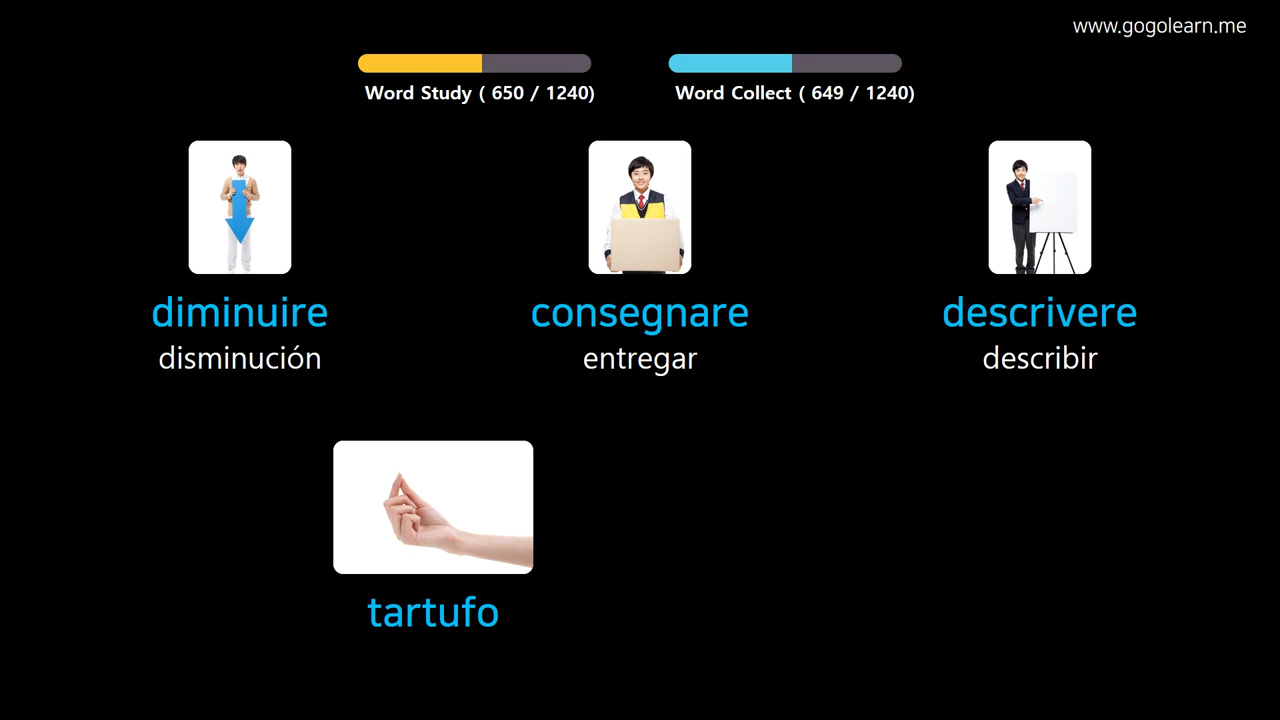 www.gogolearn.me
Word Study ( 650 / 1240)
Word Collect ( 649 / 1240)
diminuire
disminución
consegnare
entregar
descrivere
describir
tartufo